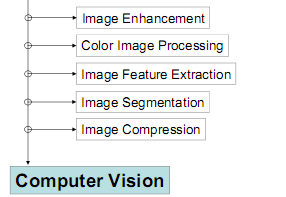 Image Enhancement
Color Image Processing
Image Feature Extraction
Image Segmentation
Image Compression
Computer Vision